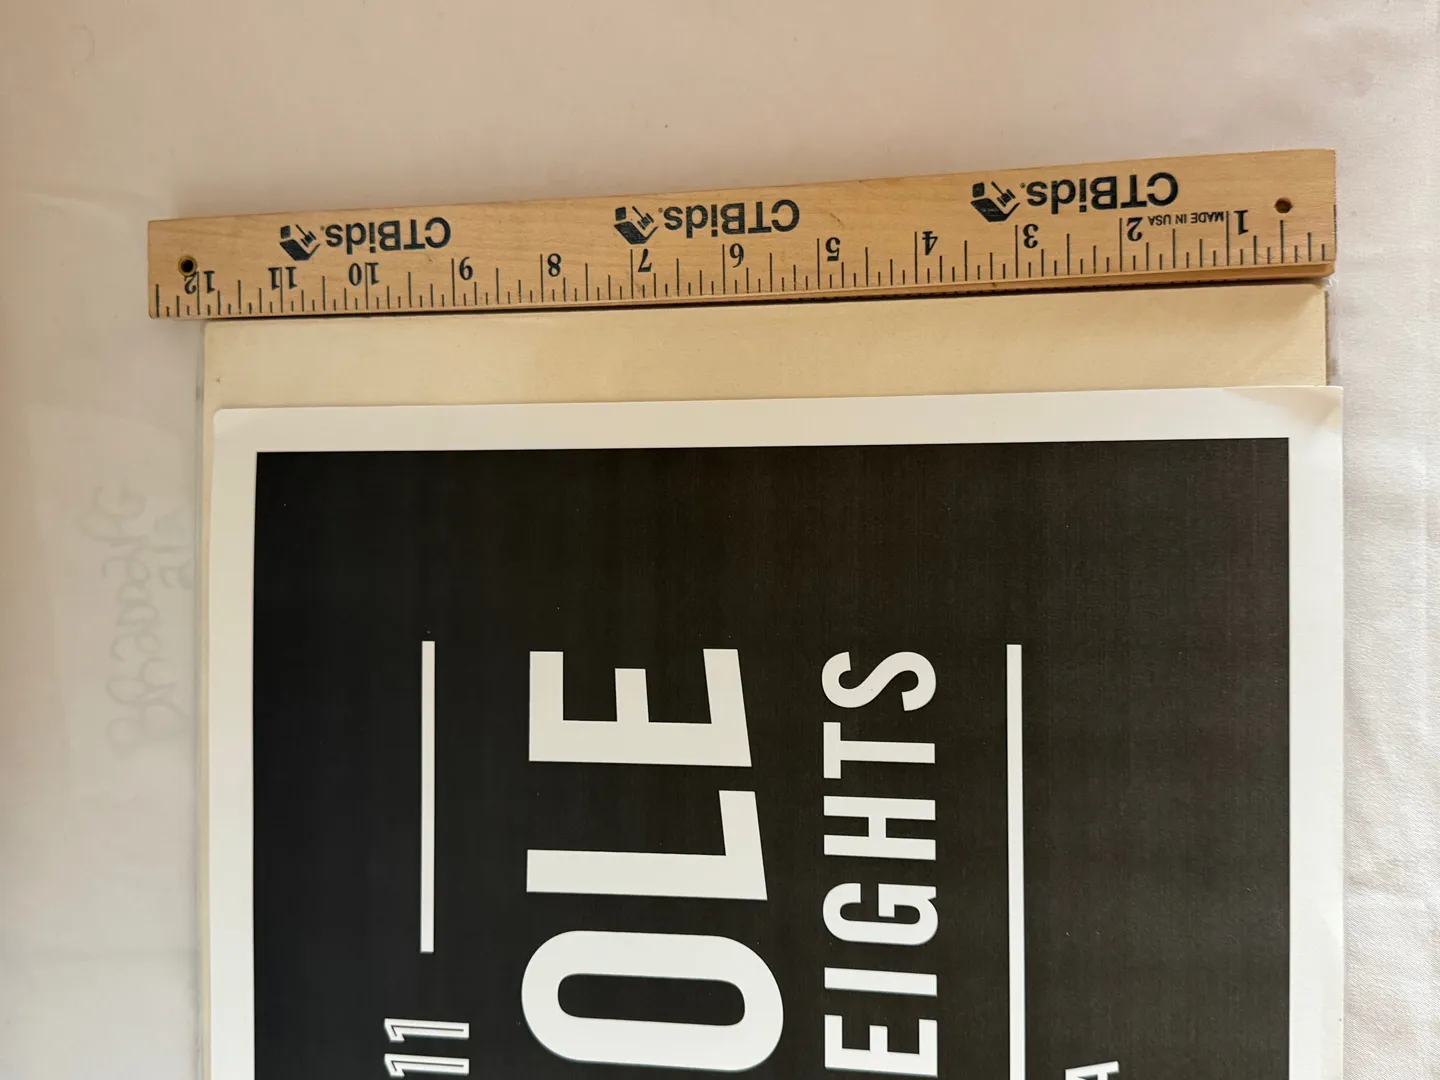 CTBids. CTBids. CTBids.
MADE IN USA
1 2 3 4 5 6 7 8 9 10 11 12
11
OLE
EIGHTS
A